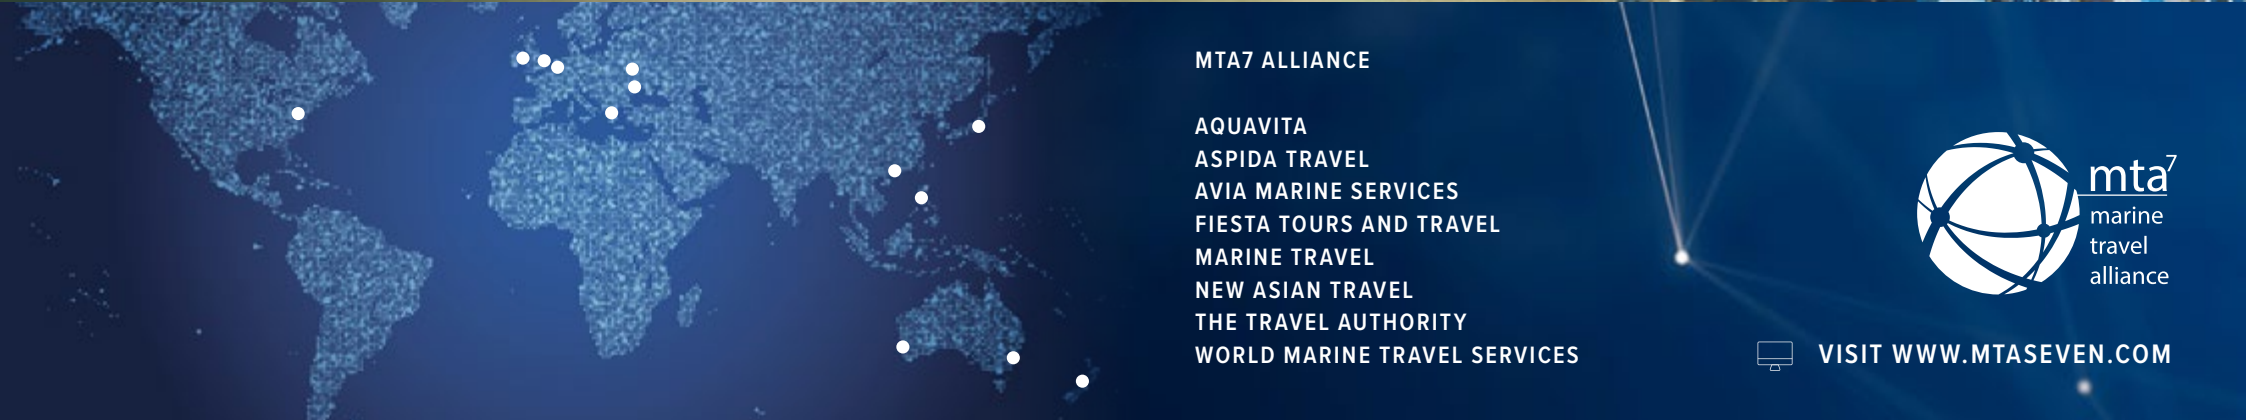 MTA7 ALLIANCE
AQUAVITA
ASPIDA TRAVEL
AVIA MARINE SERVICES
FIESTA TOURS AND TRAVEL
MARINE TRAVEL
NEW ASIAN TRAVEL
THE TRAVEL AUTHORITY
WORLD MARINE TRAVEL SERVICES
mta7
marine
travel
alliance
VISIT WWW.MTASEVEN.COM